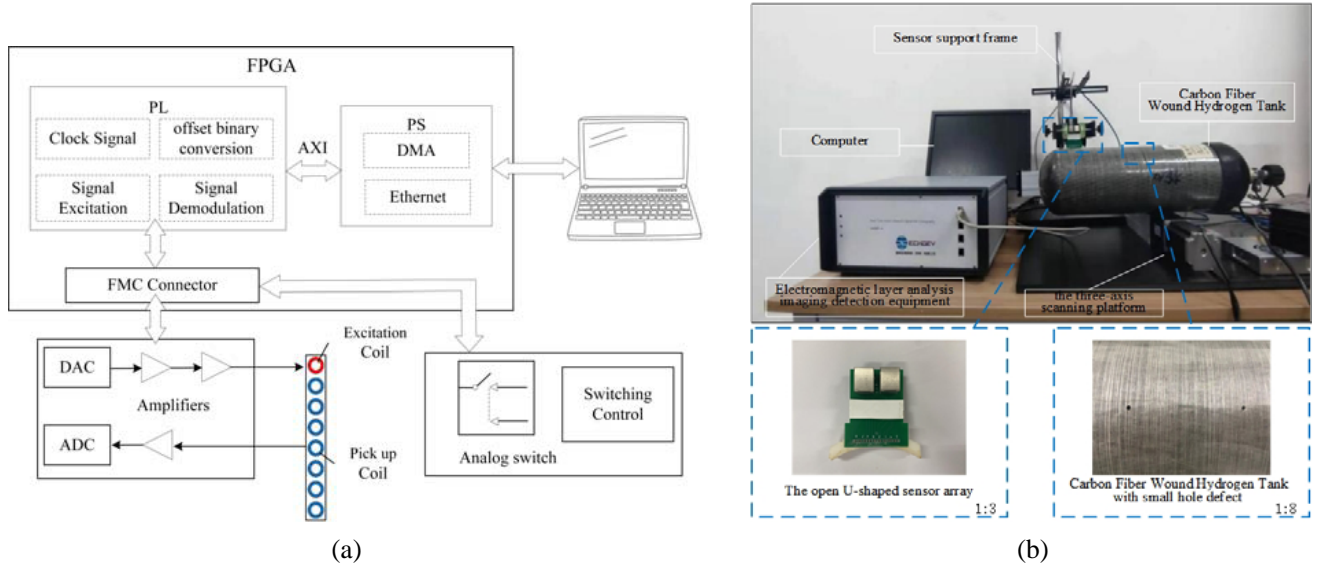 FPGA
PL
Clock Signal
offset binary
conversion
Signal
Excitation
Signal
Demodulation
AXI
PS
DMA
Ethernet
FMC Connector
DAC
Amplifiers
ADC
Excitation
Coil
Pick up
Coil
Analog switch
Switching
Control
(a)
Sensor support frame
Carbon Fiber
Wound Hydrogen Tank
Computer
Electromagnetic layer analysis
imaging detection equipment
the three-axis
scanning platform
The open U-shaped sensor array
1:3
Carbon Fiber Wound Hydrogen Tank
with small hole defect
1:8
(b)